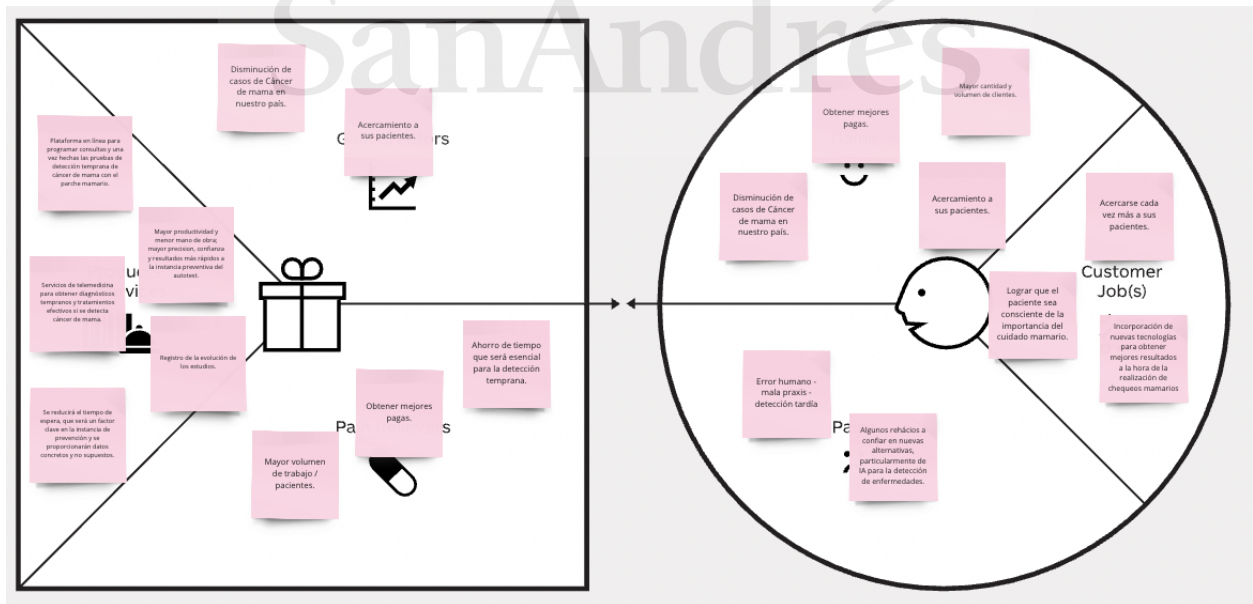 SanAndrés
Disminución de
casos de Cáncer
de mama en
nuestro país.
Acercamiento a
sus pacientes.
Plataforma en línea para
programar consultas y una
vez hechas las pruebas de
detección temprana de
cáncer de mama con el
parche mamario.
Mayor productividad y
menor mano de obra;
mayor precision, confianza
y resultados más rápidos a
la instancia preventiva del
autotest.
Servicios de telemedicina
para obtener diagnósticos
tempranos y tratamientos
efectivos si se detecta
cáncer de mama.
Registro de la evolución de
los estudios.
Se reducirá el tiempo de
espera, que será un factor
clave en la instancia de
prevención y se
proporcionarán datos
concretos y no supuestos.
Ahorro de tiempo
que será esencial
para la detección
temprana.
Obtener mejores
pagas.
Mayor volumen
de trabajo /
pacientes.
Mayor cantidad y
volumen de clientes.
Obtener mejores
pagas.
Disminución de
casos de Cáncer
de mama en
nuestro país.
Acercamiento a
sus pacientes.
Acercarse cada
vez más a sus
pacientes.
Customer
Job(s)
Lograr que el
paciente sea
consciente de la
importancia del
cuidado mamario.
Incorporación de
nuevas tecnologías
para obtener
mejores resultados
a la hora de la
realización de
chequeos mamarios
Error humano -
mala praxis -
detección tardía
Algunos rehácios a
confiar en nuevas
alternativas,
particularmente de
IA para la detección
de enfermedades.